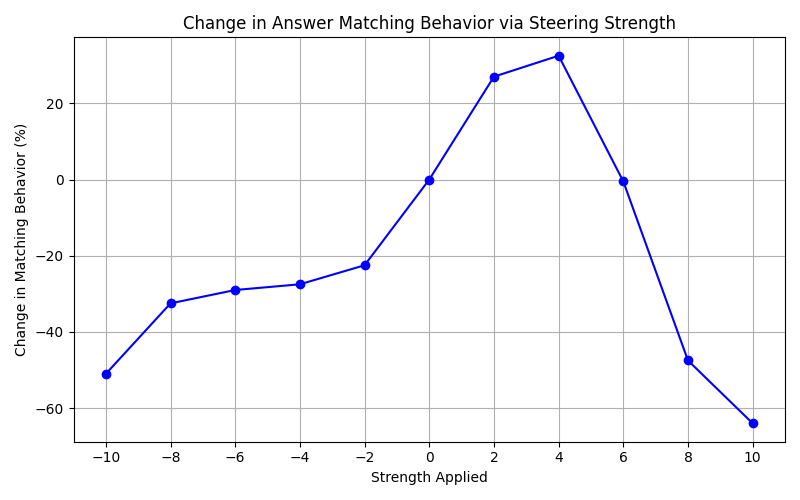 Change in Answer Matching Behavior via Steering Strength
Change in Matching Behavior (%)
20
0
−20
−40
−60
−10 −8 −6 −4 −2 0 2 4 6 8 10
Strength Applied